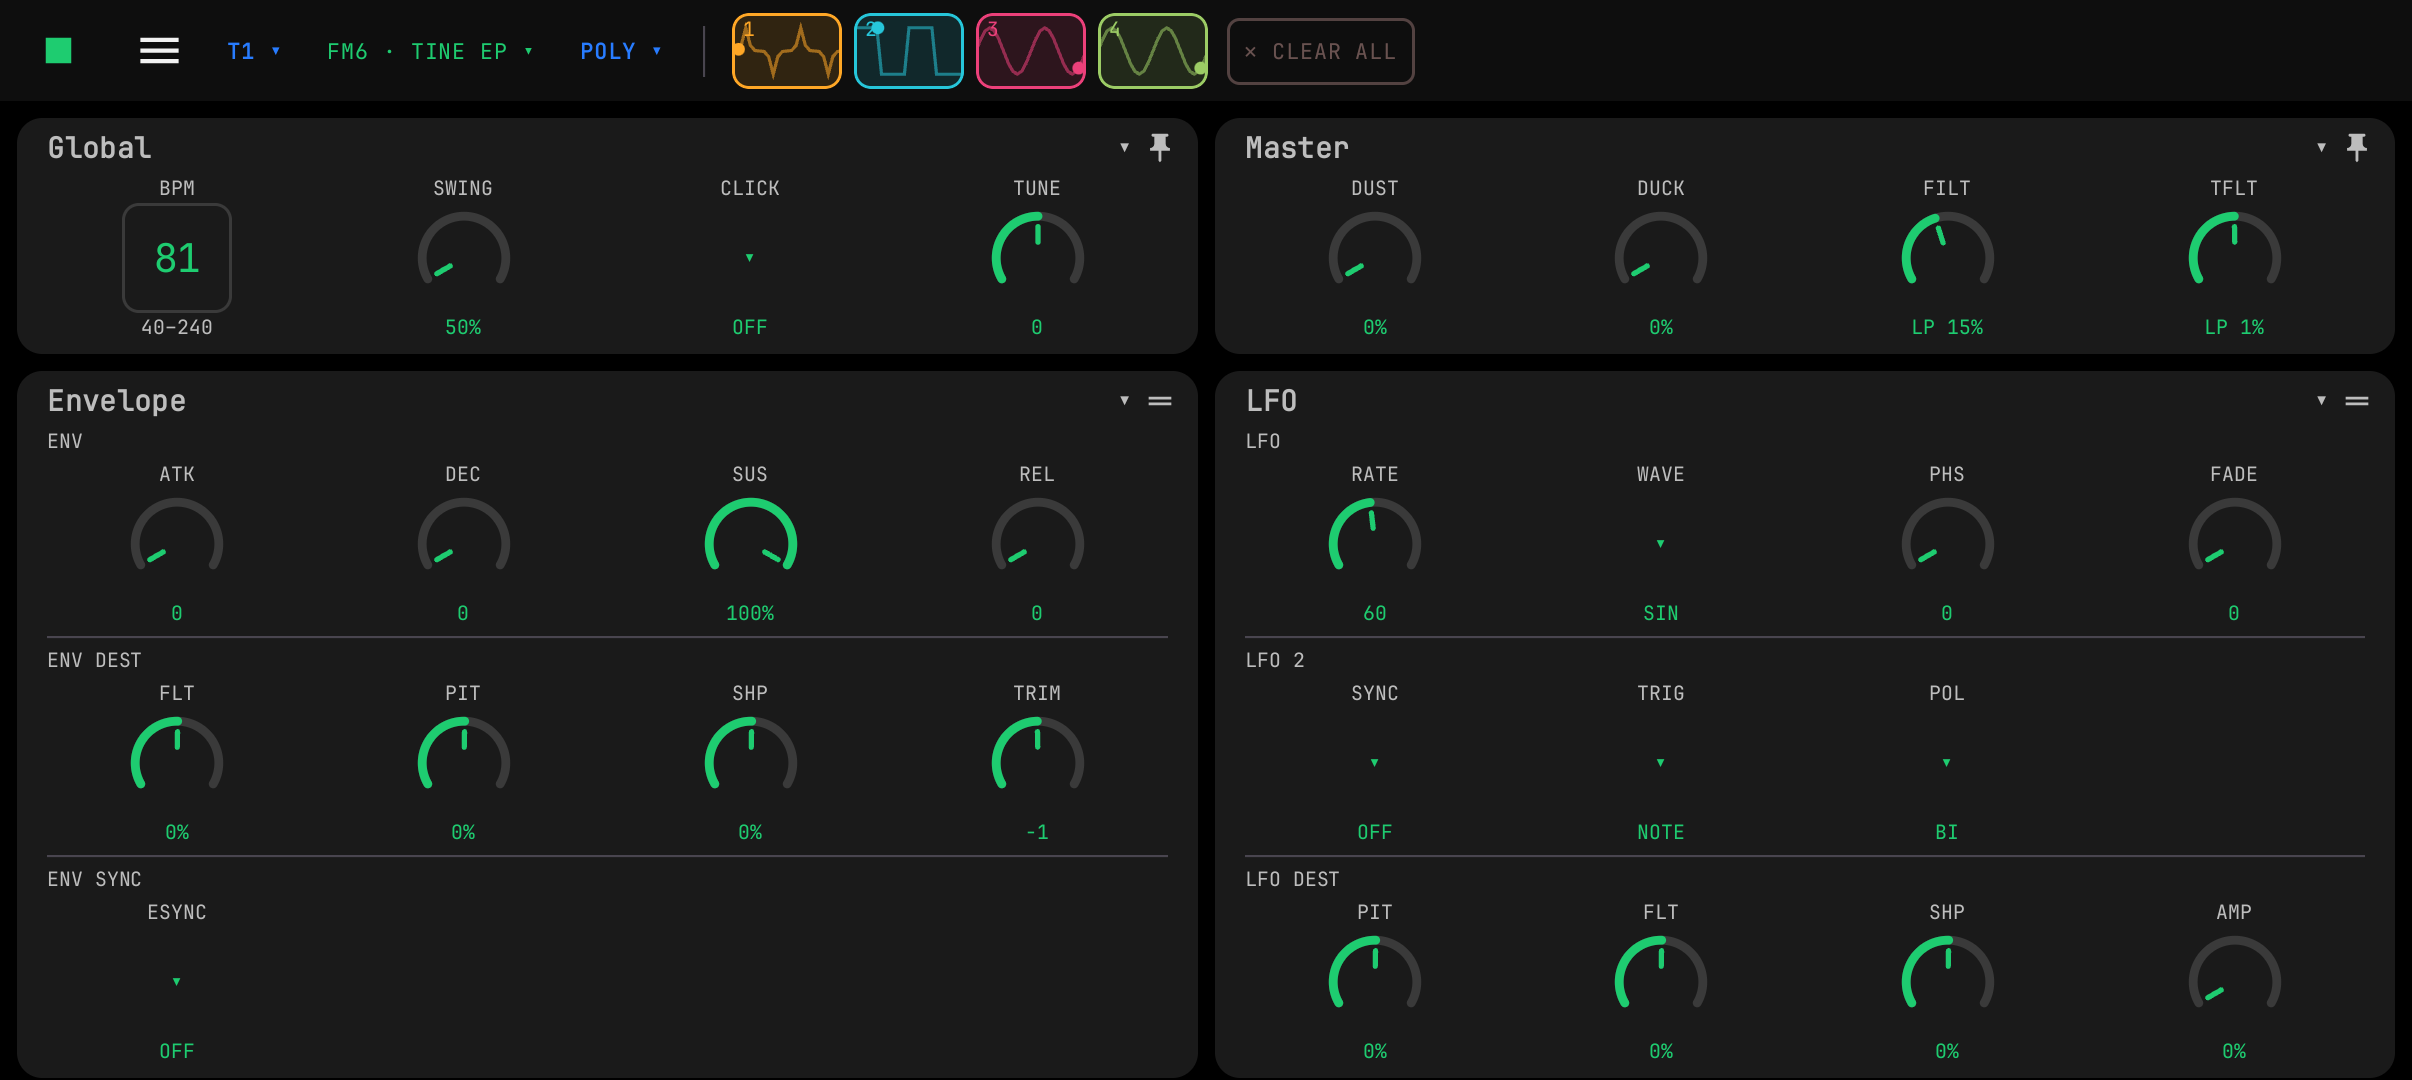 T1 ▾ FM6 · TINE EP ▾ POLY ▾ 1 2 3 4 × CLEAR ALL
Global
BPM SWING CLICK TUNE
81
40–240 50% OFF 0
Master
DUST DUCK FILT TFLT
0% 0% LP 15% LP 1%
Envelope
ENV
ATK DEC SUS REL
0 0 100% 0
ENV DEST
FLT PIT SHP TRIM
0% 0% 0% -1
ENV SYNC
ESYNC
OFF
LFO
LFO
RATE WAVE PHS FADE
60 SIN 0 0
LFO 2
SYNC TRIG POL
OFF NOTE BI
LFO DEST
PIT FLT SHP AMP
0% 0% 0% 0%